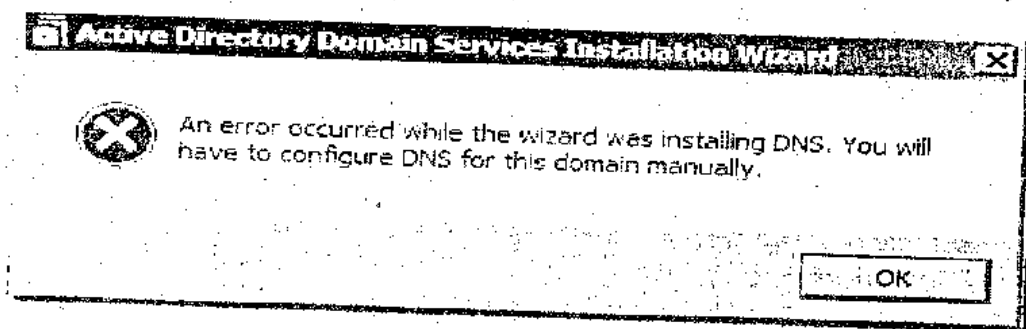 Active Directory Domain Services Installation Wizard
An error occurred while the wizard was installing DNS. You will
have to configure DNS for this domain manually.
OK